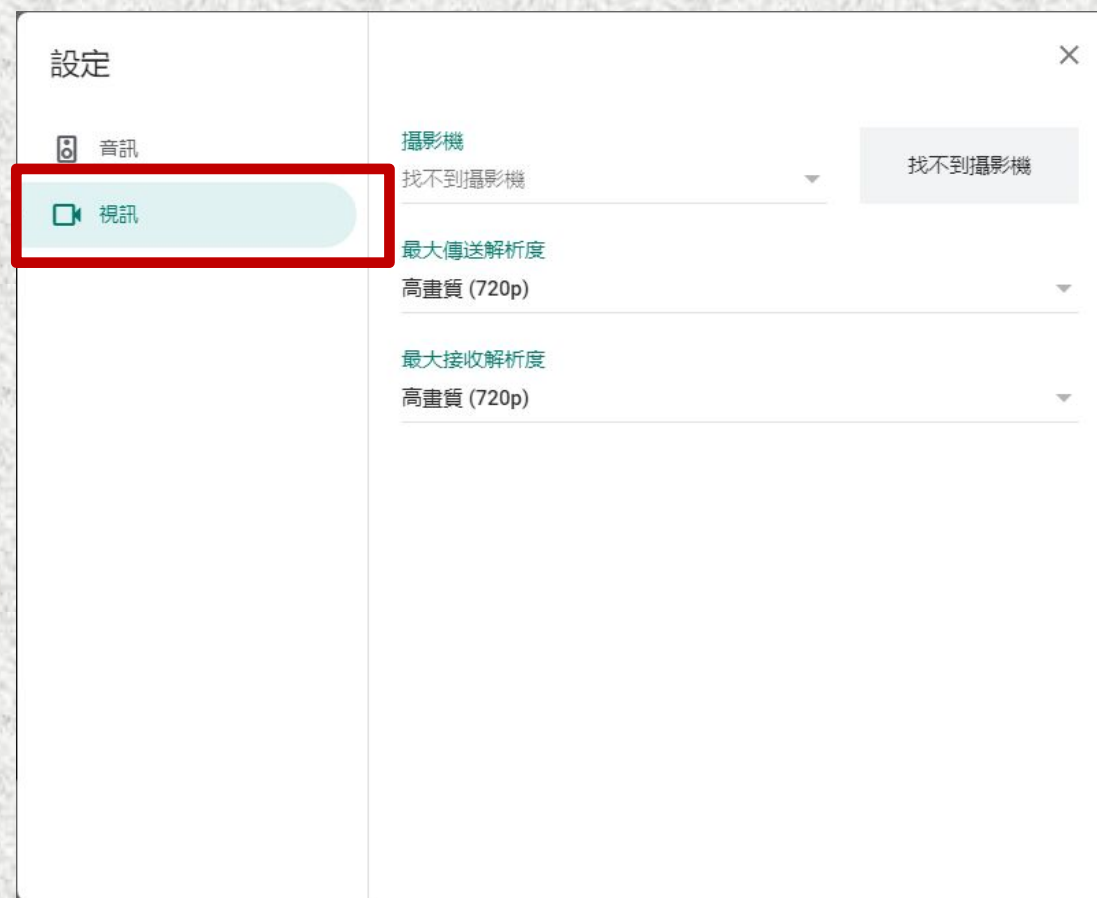 設定
音訊
視訊
攝影機
找不到攝影機
找不到攝影機
最大傳送解析度
高畫質 (720p)
最大接收解析度
高畫質 (720p)